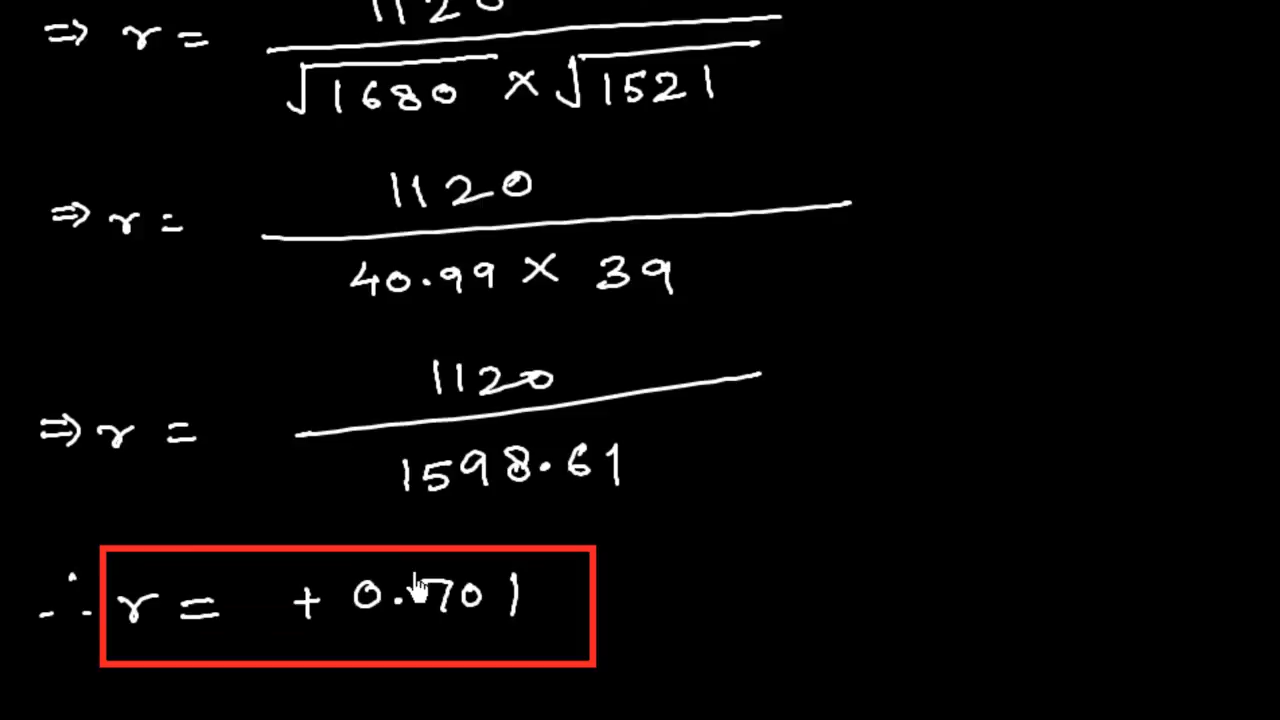 ⇒ r = 1120 / √1680 × √1521
⇒ r = 1120 / 40.99 × 39
⇒ r = 1120 / 1598.61
∴ r = + 0.701